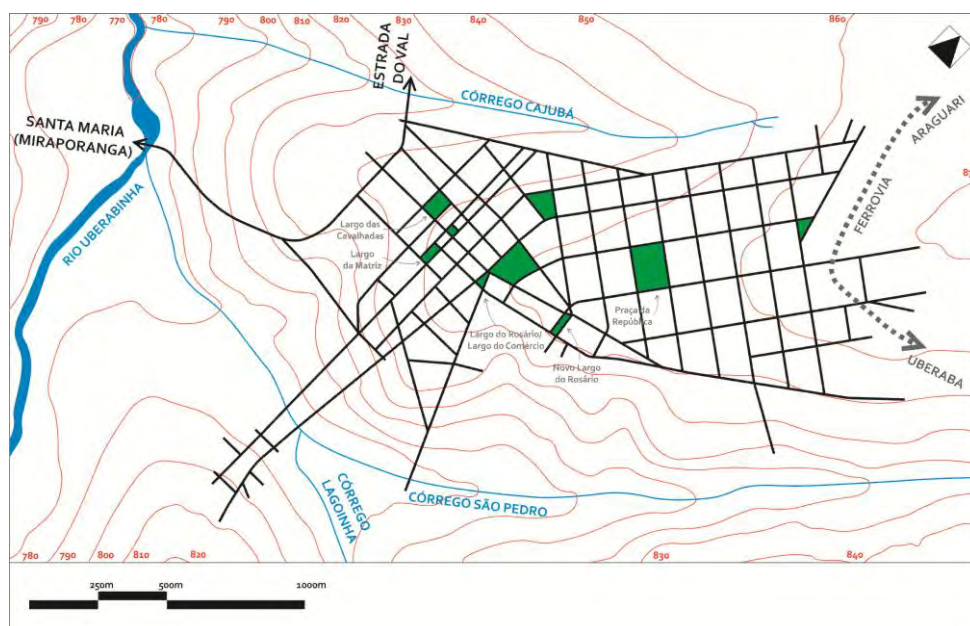 790
780
770
780
790
800
810
820
830
840
850
860
ESTRADA
DO VAL
CÓRREGO CAJUBÁ
SANTA MARIA
(MIRAPORANGA)
ARAGUARI
FERROVIA
RIO UBERABINHA
Largo das
Cavalhadas
Largo
da Matriz
Praça da
República
Largo do Rosário/
Largo do Comércio
Novo Largo
do Rosário
UBERABA
CÓRREGO
LAGOINHA
CÓRREGO SÃO PEDRO
780
790
800
810
820
830
840
250m
500m
1000m